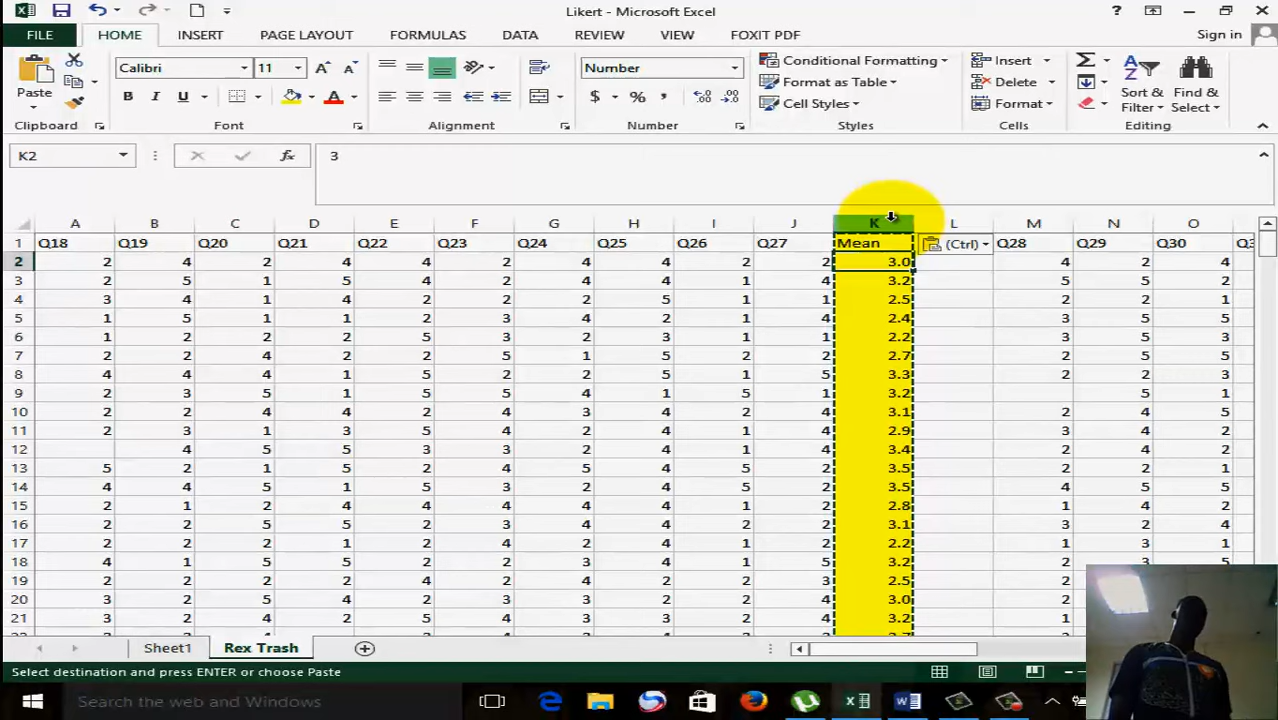 Likert - Microsoft Excel
?
FILE HOME INSERT PAGE LAYOUT FORMULAS DATA REVIEW VIEW FOXIT PDF Sign in
Paste Calibri 11 A A Number Conditional Formatting Insert Σ Sort & Filter Find & Select
B I U A $ % , Format as Table Delete
Cell Styles Format
Clipboard Font Alignment Number Styles Cells Editing
K2 fx 3
A B C D E F G H I J K L M N O
1 Q18 Q19 Q20 Q21 Q22 Q23 Q24 Q25 Q26 Q27 Mean (Ctrl) Q28 Q29 Q30
2 2 4 2 4 4 2 4 4 2 2 3.0 4 2 4
3 2 5 1 5 4 2 4 4 1 4 3.2 5 5 2
4 3 4 1 4 2 2 2 5 1 1 2.5 2 2 1
5 1 5 1 1 2 3 4 2 1 4 2.4 3 5 5
6 1 2 2 2 5 3 2 3 1 1 2.2 3 5 3
7 2 2 4 2 2 5 1 5 2 2 2.7 2 5 5
8 4 4 4 1 5 2 2 5 1 5 3.3 2 2 3
9 2 3 5 1 5 5 4 1 5 1 3.2 5 1
10 2 2 4 4 2 4 3 4 2 4 3.1 2 4 5
11 2 3 1 3 5 4 2 4 1 4 2.9 3 4 2
12 4 5 5 3 3 2 4 1 4 3.4 2 4 2
13 5 2 1 5 2 4 5 4 5 2 3.5 2 2 1
14 4 4 5 1 5 3 2 4 5 2 3.5 4 5 5
15 2 1 2 4 4 4 2 4 3 2 2.8 1 4 2
16 2 2 5 5 2 3 4 4 2 2 3.1 3 2 4
17 2 2 2 1 2 4 2 4 1 2 2.2 1 3 1
18 4 1 5 5 2 2 3 4 1 5 3.2 2 3 5
19 2 2 2 2 4 2 4 2 2 3 2.5 2
20 3 2 5 4 2 3 3 2 2 4 3.0 2
21 3 2 4 2 5 4 3 3 2 4 3.2 1
Sheet1 Rex Trash
Select destination and press ENTER or choose Paste
Search the web and Windows